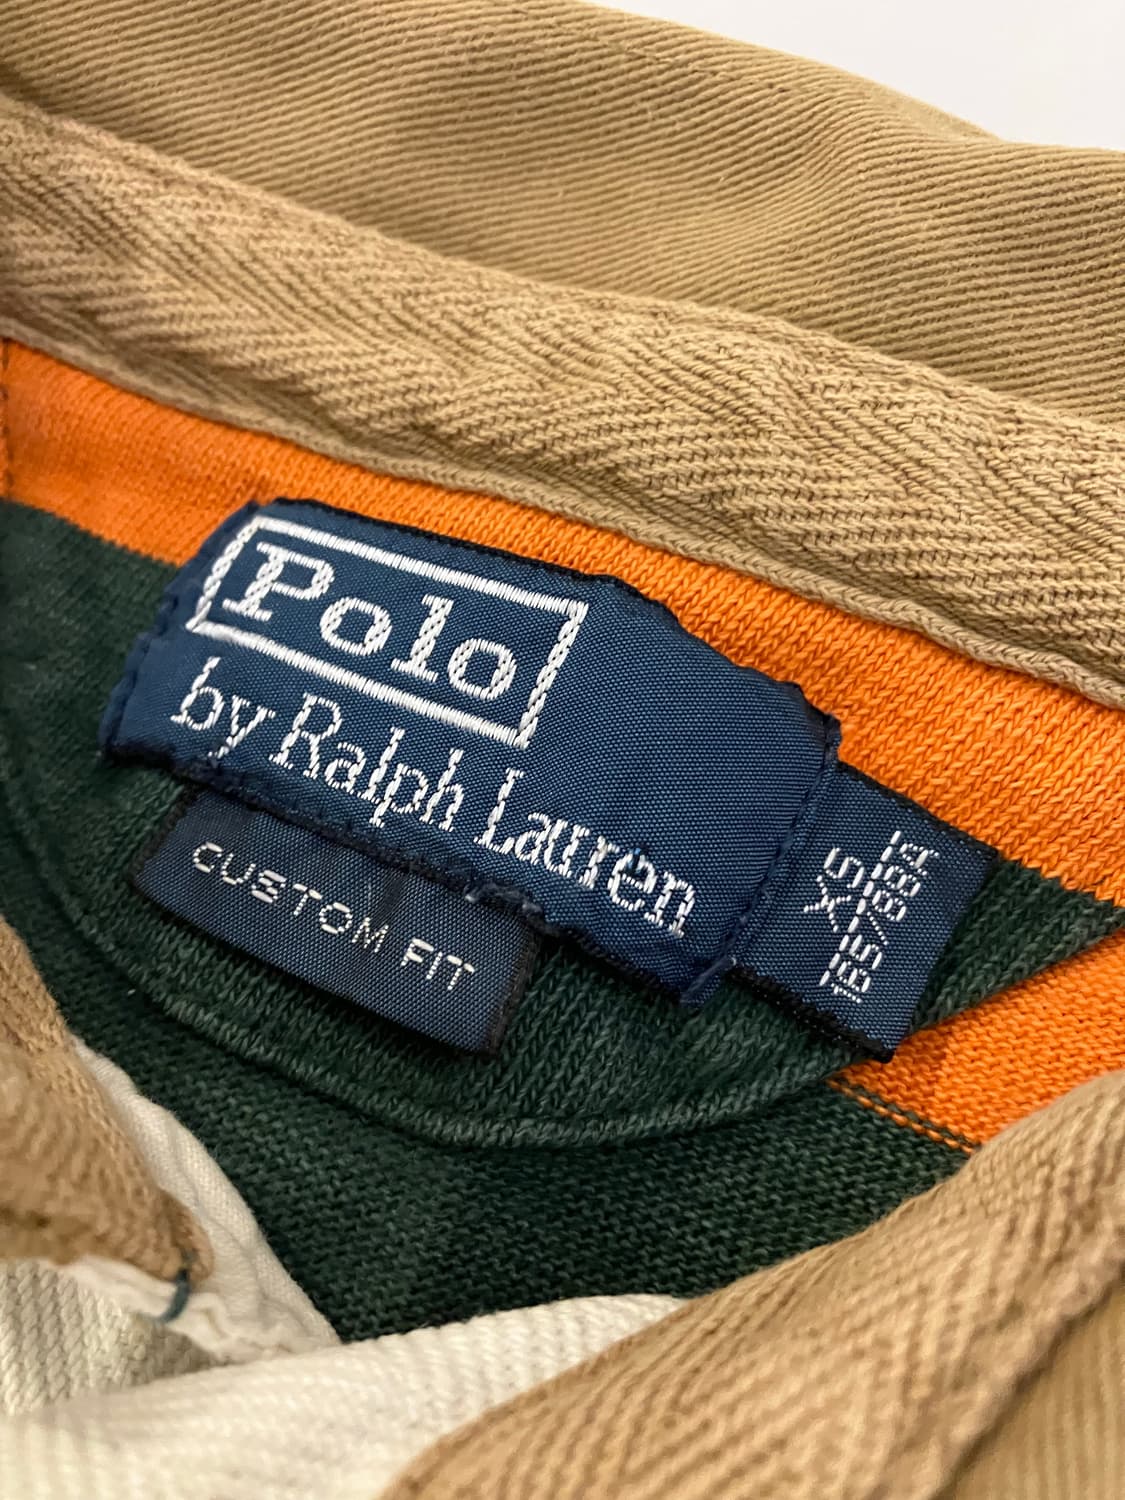 Polo
by Ralph Lauren
CUSTOM FIT
XS
165/88A